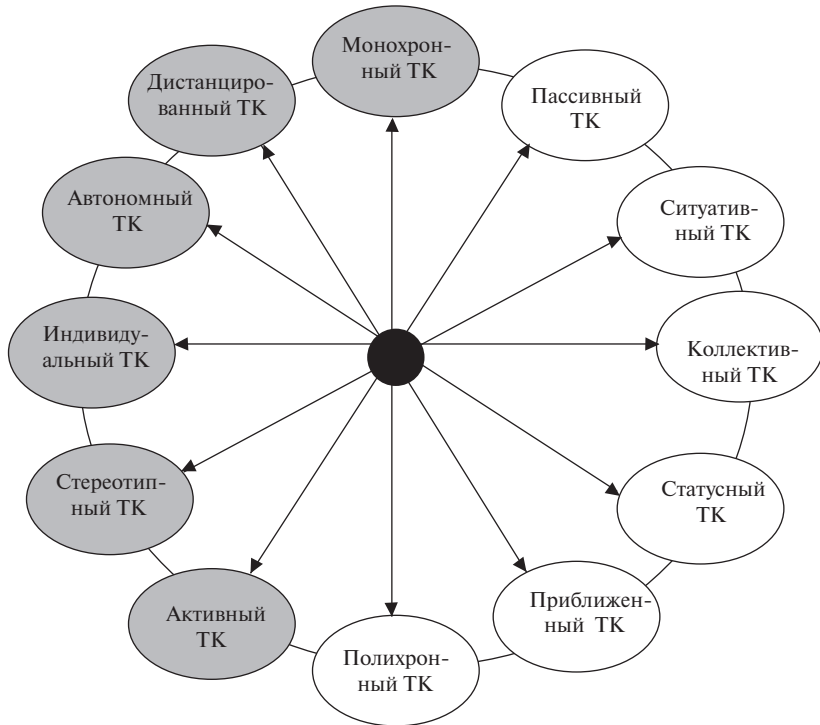 Монохрон-
ный ТК
Пассивный
ТК
Ситуатив-
ный ТК
Коллектив-
ный ТК
Статусный
ТК
Приближен-
ный ТК
Полихрон-
ный ТК
Активный
ТК
Стереотип-
ный ТК
Индивиду-
альный ТК
Автономный
ТК
Дистанциро-
ванный ТК